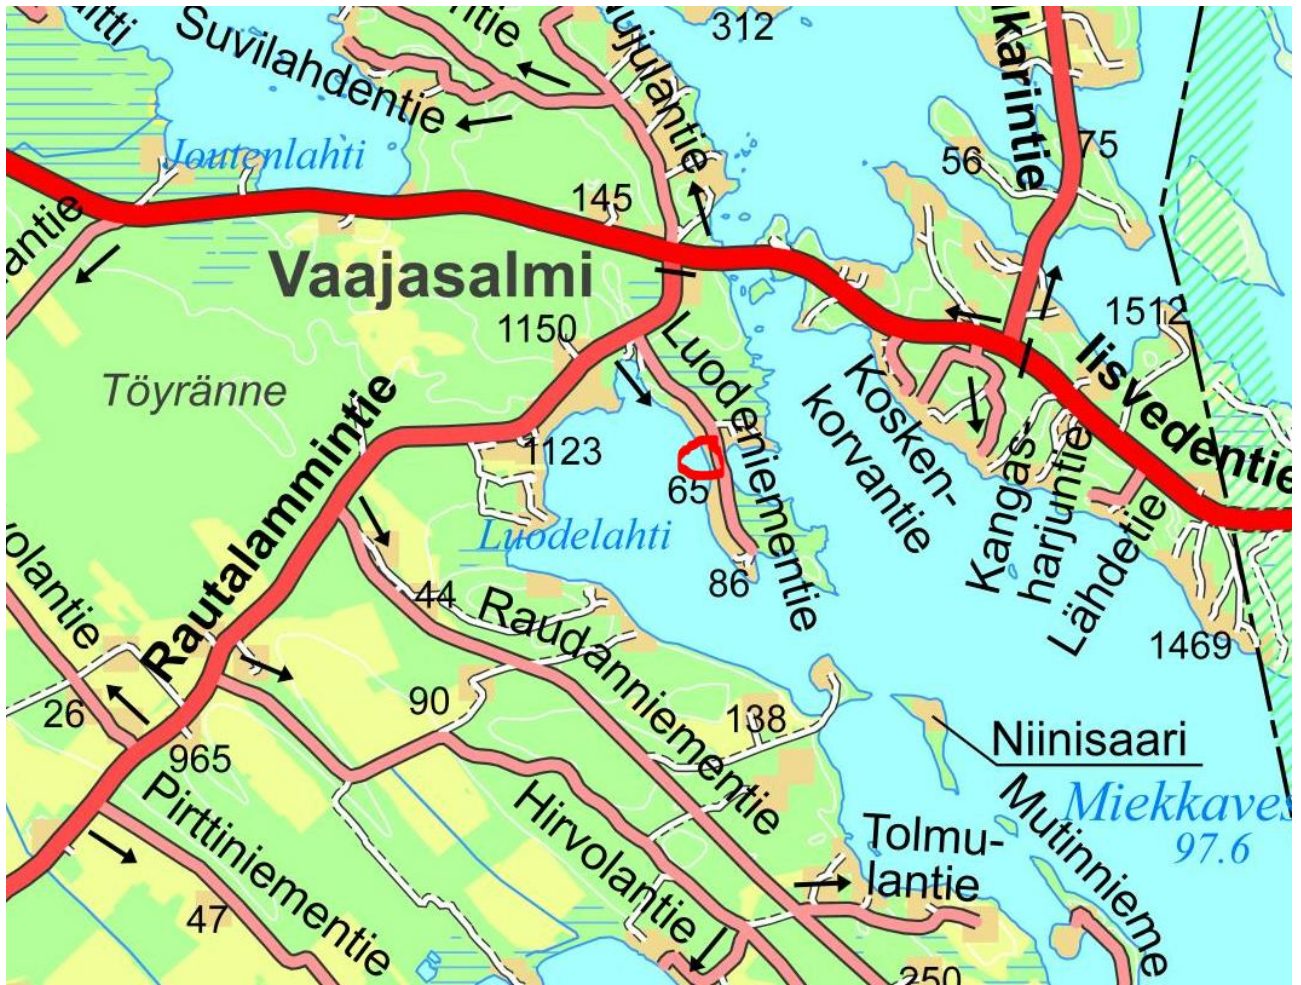 312
Suvilahdentie
Nujulantie
Joutenlahti
56
75
145
Vaajasalmi
1512
1150
Iisvedentie
Töyränne
Luodeniementie
Kosken-
korvantie
Kangas-
harjuntie
Lähdetie
1123
65
Rautalammintie
Luodelahti
86
44
Raudanniementie
1469
90
26
138
965
Niinisaari
Miekkaves
97.6
Pirttiniementie
Hirvolantie
Tolmu-
lantie
Mutinnieme
47
250